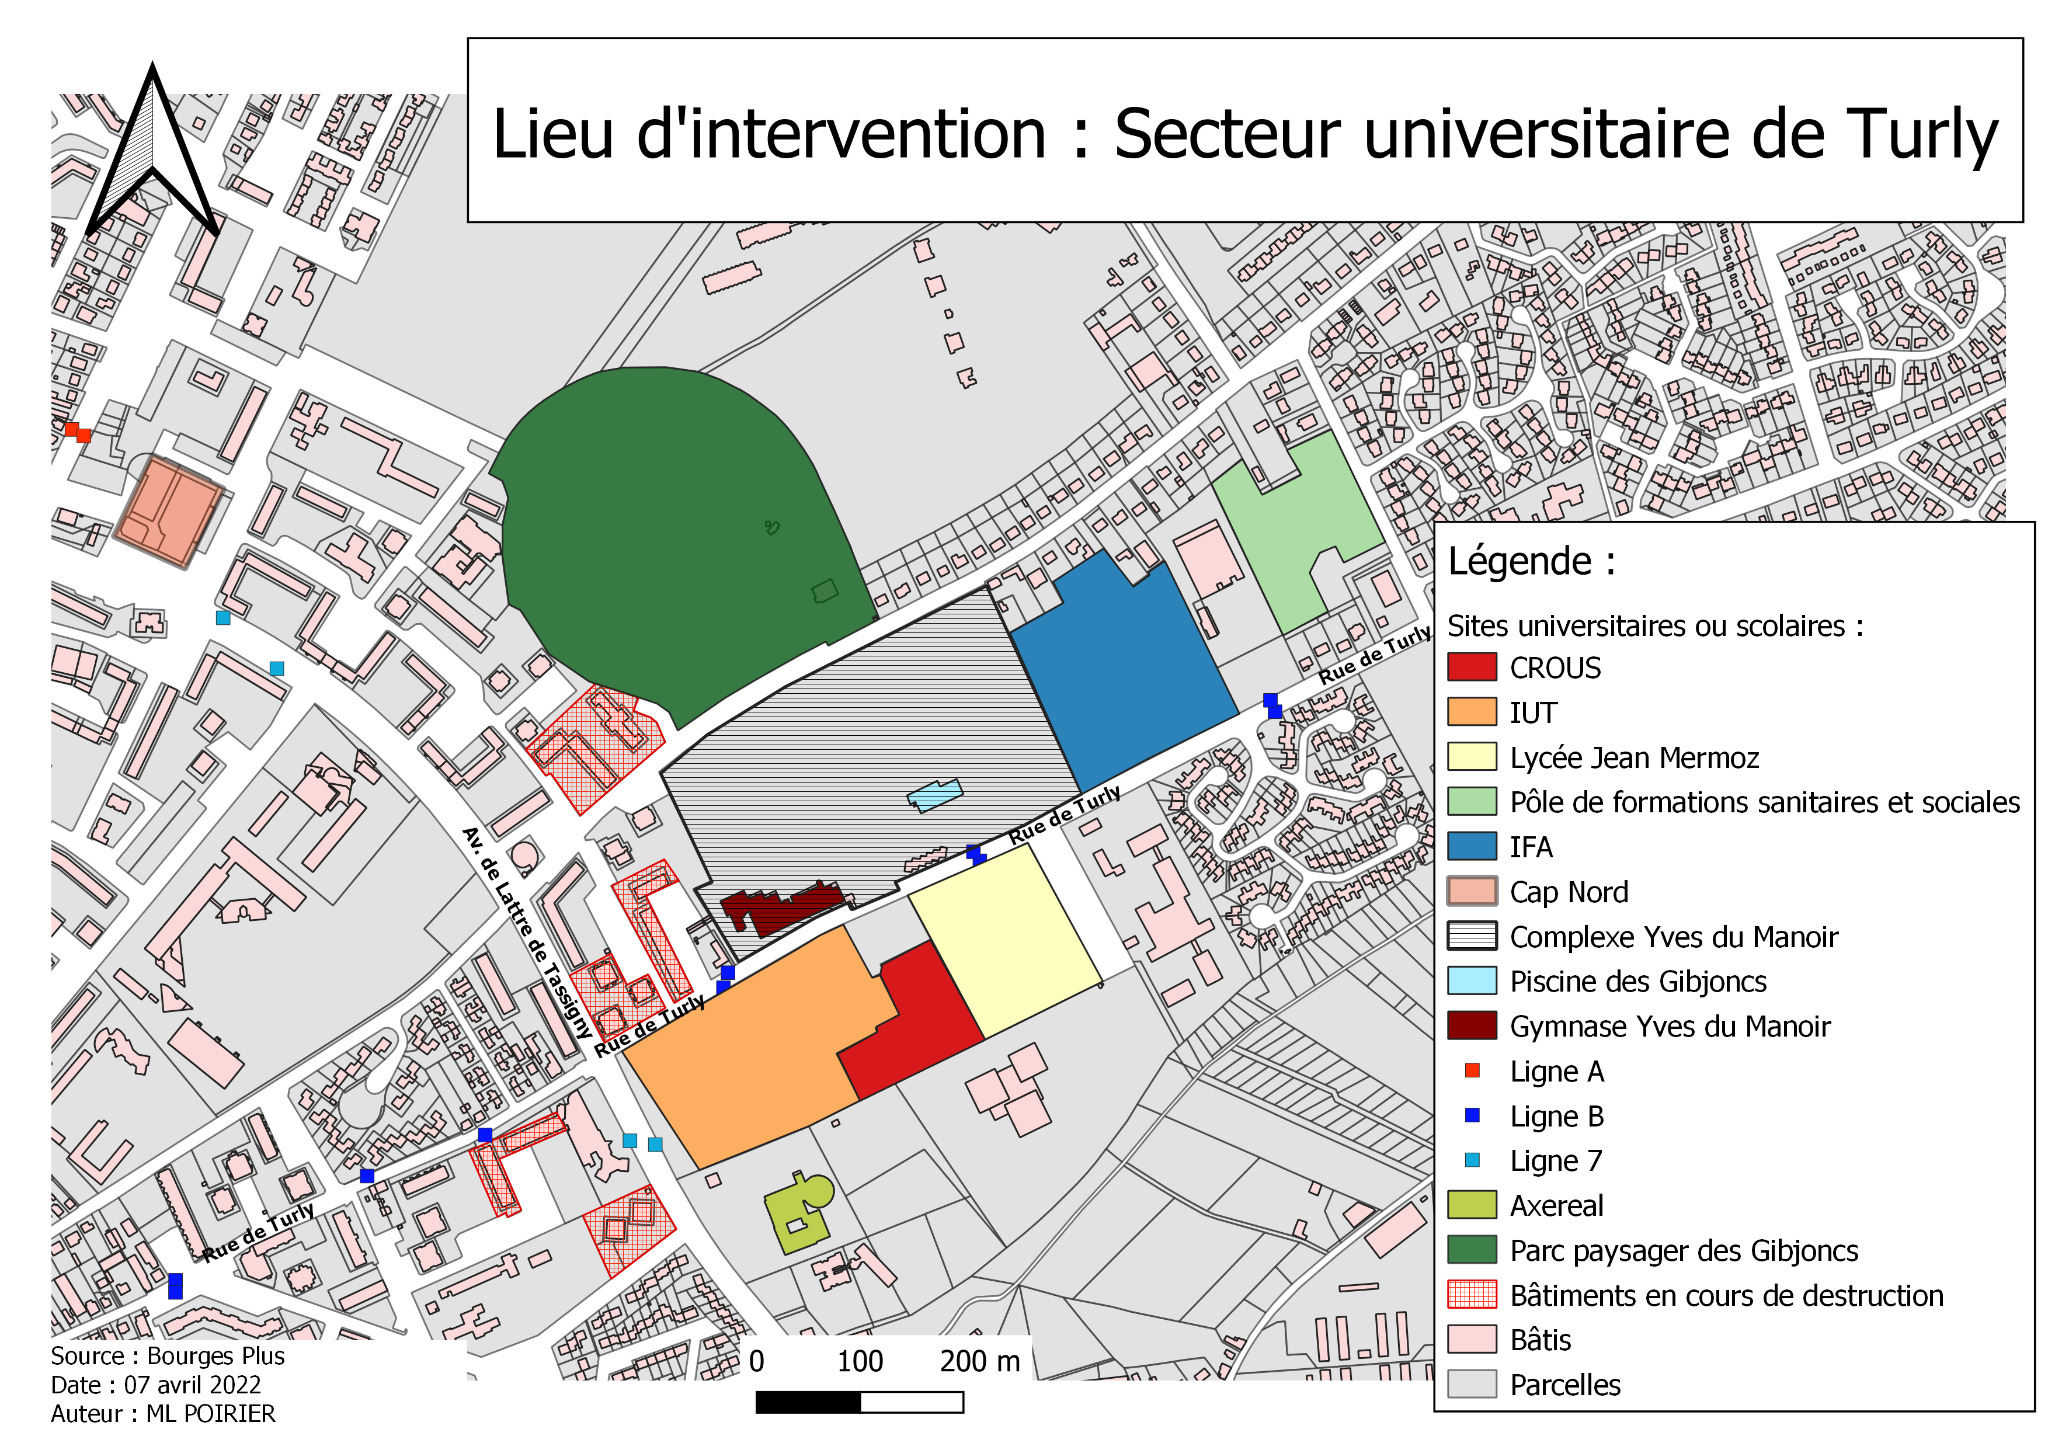 Lieu d'intervention : Secteur universitaire de Turly
Rue de Turly
Rue de Turly
Av. de Lattre de Tassigny
Rue de Turly
Rue de Turly
Légende :
Sites universitaires ou scolaires :
CROUS
IUT
Lycée Jean Mermoz
Pôle de formations sanitaires et sociales
IFA
Cap Nord
Complexe Yves du Manoir
Piscine des Gibjoncs
Gymnase Yves du Manoir
Ligne A
Ligne B
Ligne 7
Axereal
Parc paysager des Gibjoncs
Bâtiments en cours de destruction
Bâtis
Parcelles
0 100 200 m
Source : Bourges Plus
Date : 07 avril 2022
Auteur : ML POIRIER